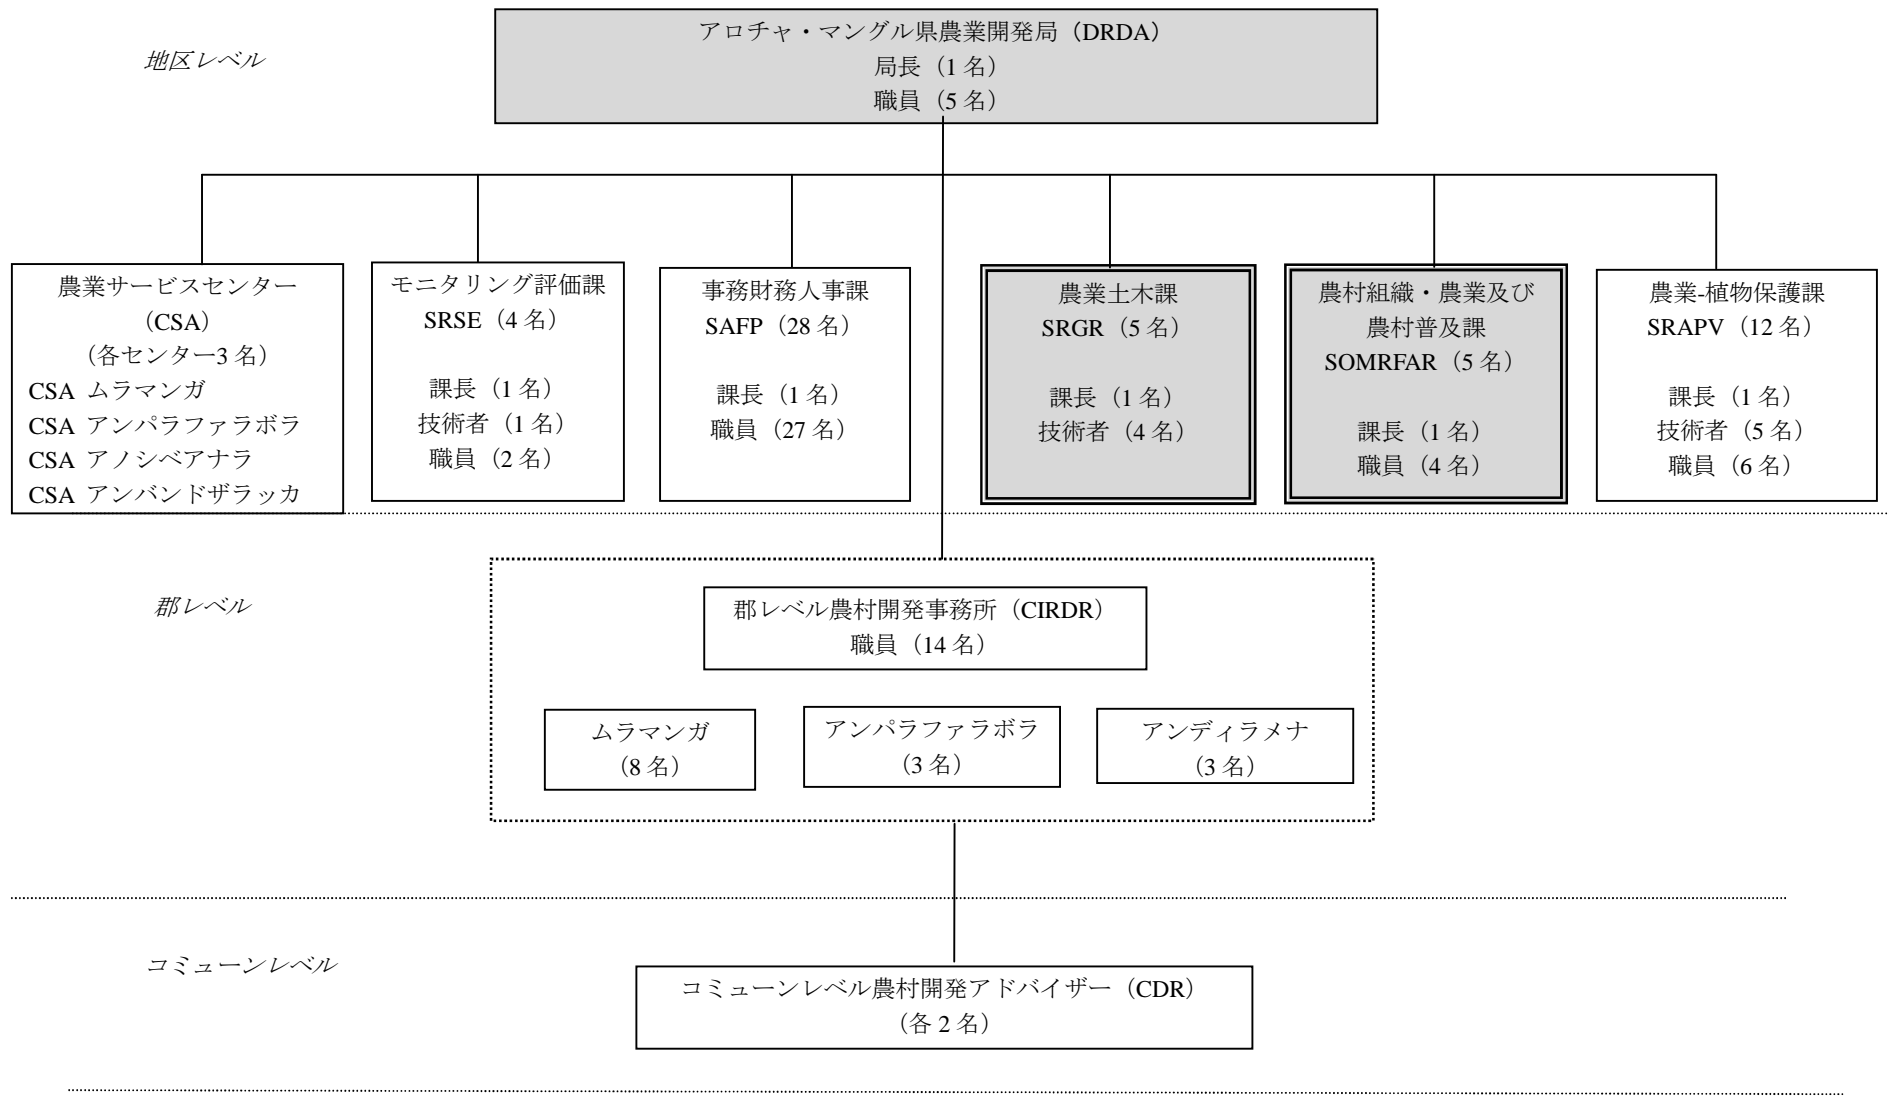 地区レベル
アロチャ・マングル県農業開発局（DRDA）
局長（1 名）
職員（5 名）
農業サービスセンター
（CSA）
（各センター3 名）
CSA ムラマンガ
CSA アンパラファラボラ
CSA アノシベアナラ
CSA アンバンドザラッカ
モニタリング評価課
SRSE（4 名）
課長（1 名）
技術者（1 名）
職員（2 名）
事務財務人事課
SAFP（28 名）
課長（1 名）
職員（27 名）
農業土木課
SRGR（5 名）
課長（1 名）
技術者（4 名）
農村組織・農業及び
農村普及課
SOMRFAR（5 名）
課長（1 名）
職員（4 名）
農業-植物保護課
SRAPV（12 名）
課長（1 名）
技術者（5 名）
職員（6 名）
郡レベル
郡レベル農村開発事務所（CIRDR）
職員（14 名）
ムラマンガ
（8 名）
アンパラファラボラ
（3 名）
アンディラメナ
（3 名）
コミューンレベル
コミューンレベル農村開発アドバイザー（CDR）
（各 2 名）